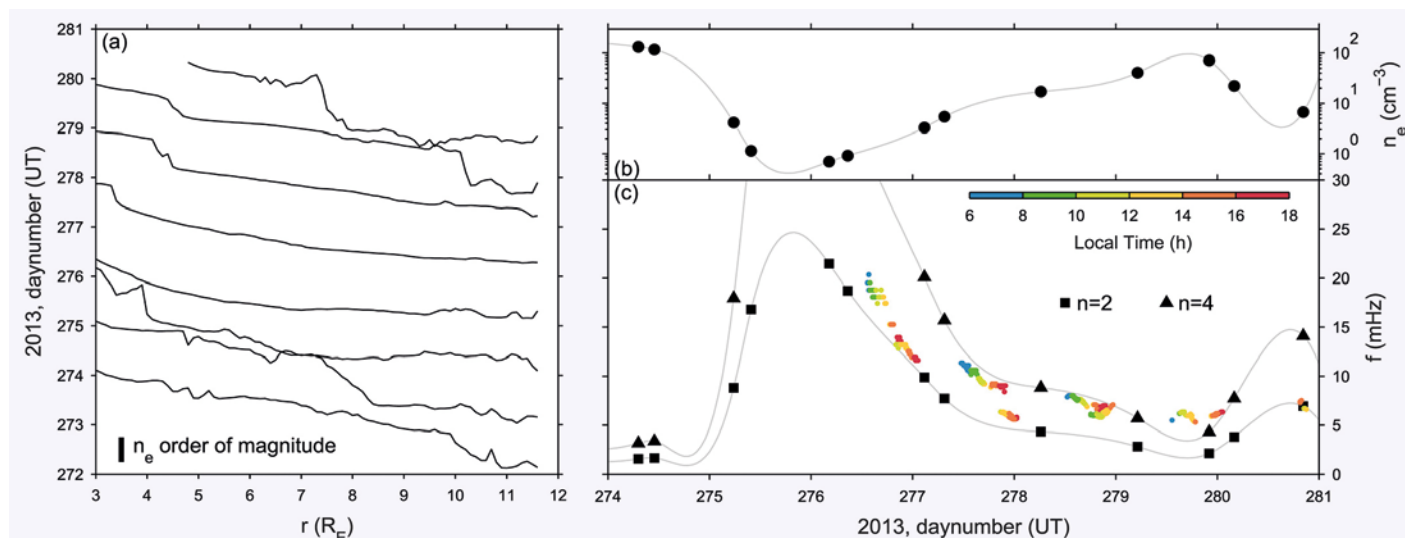 281
280
279
278
277
276
275
274
273
272
2013, daynumber (UT)
(a)
n_e order of magnitude
3 4 5 6 7 8 9 10 11 12
r (R_E)
(b)
10^2
10^1
10^0
n_e (cm^-3)
(c)
6 8 10 12 14 16 18
Local Time (h)
n=2 n=4
30
25
20
15
10
5
0
f (mHz)
274 275 276 277 278 279 280 281
2013, daynumber (UT)